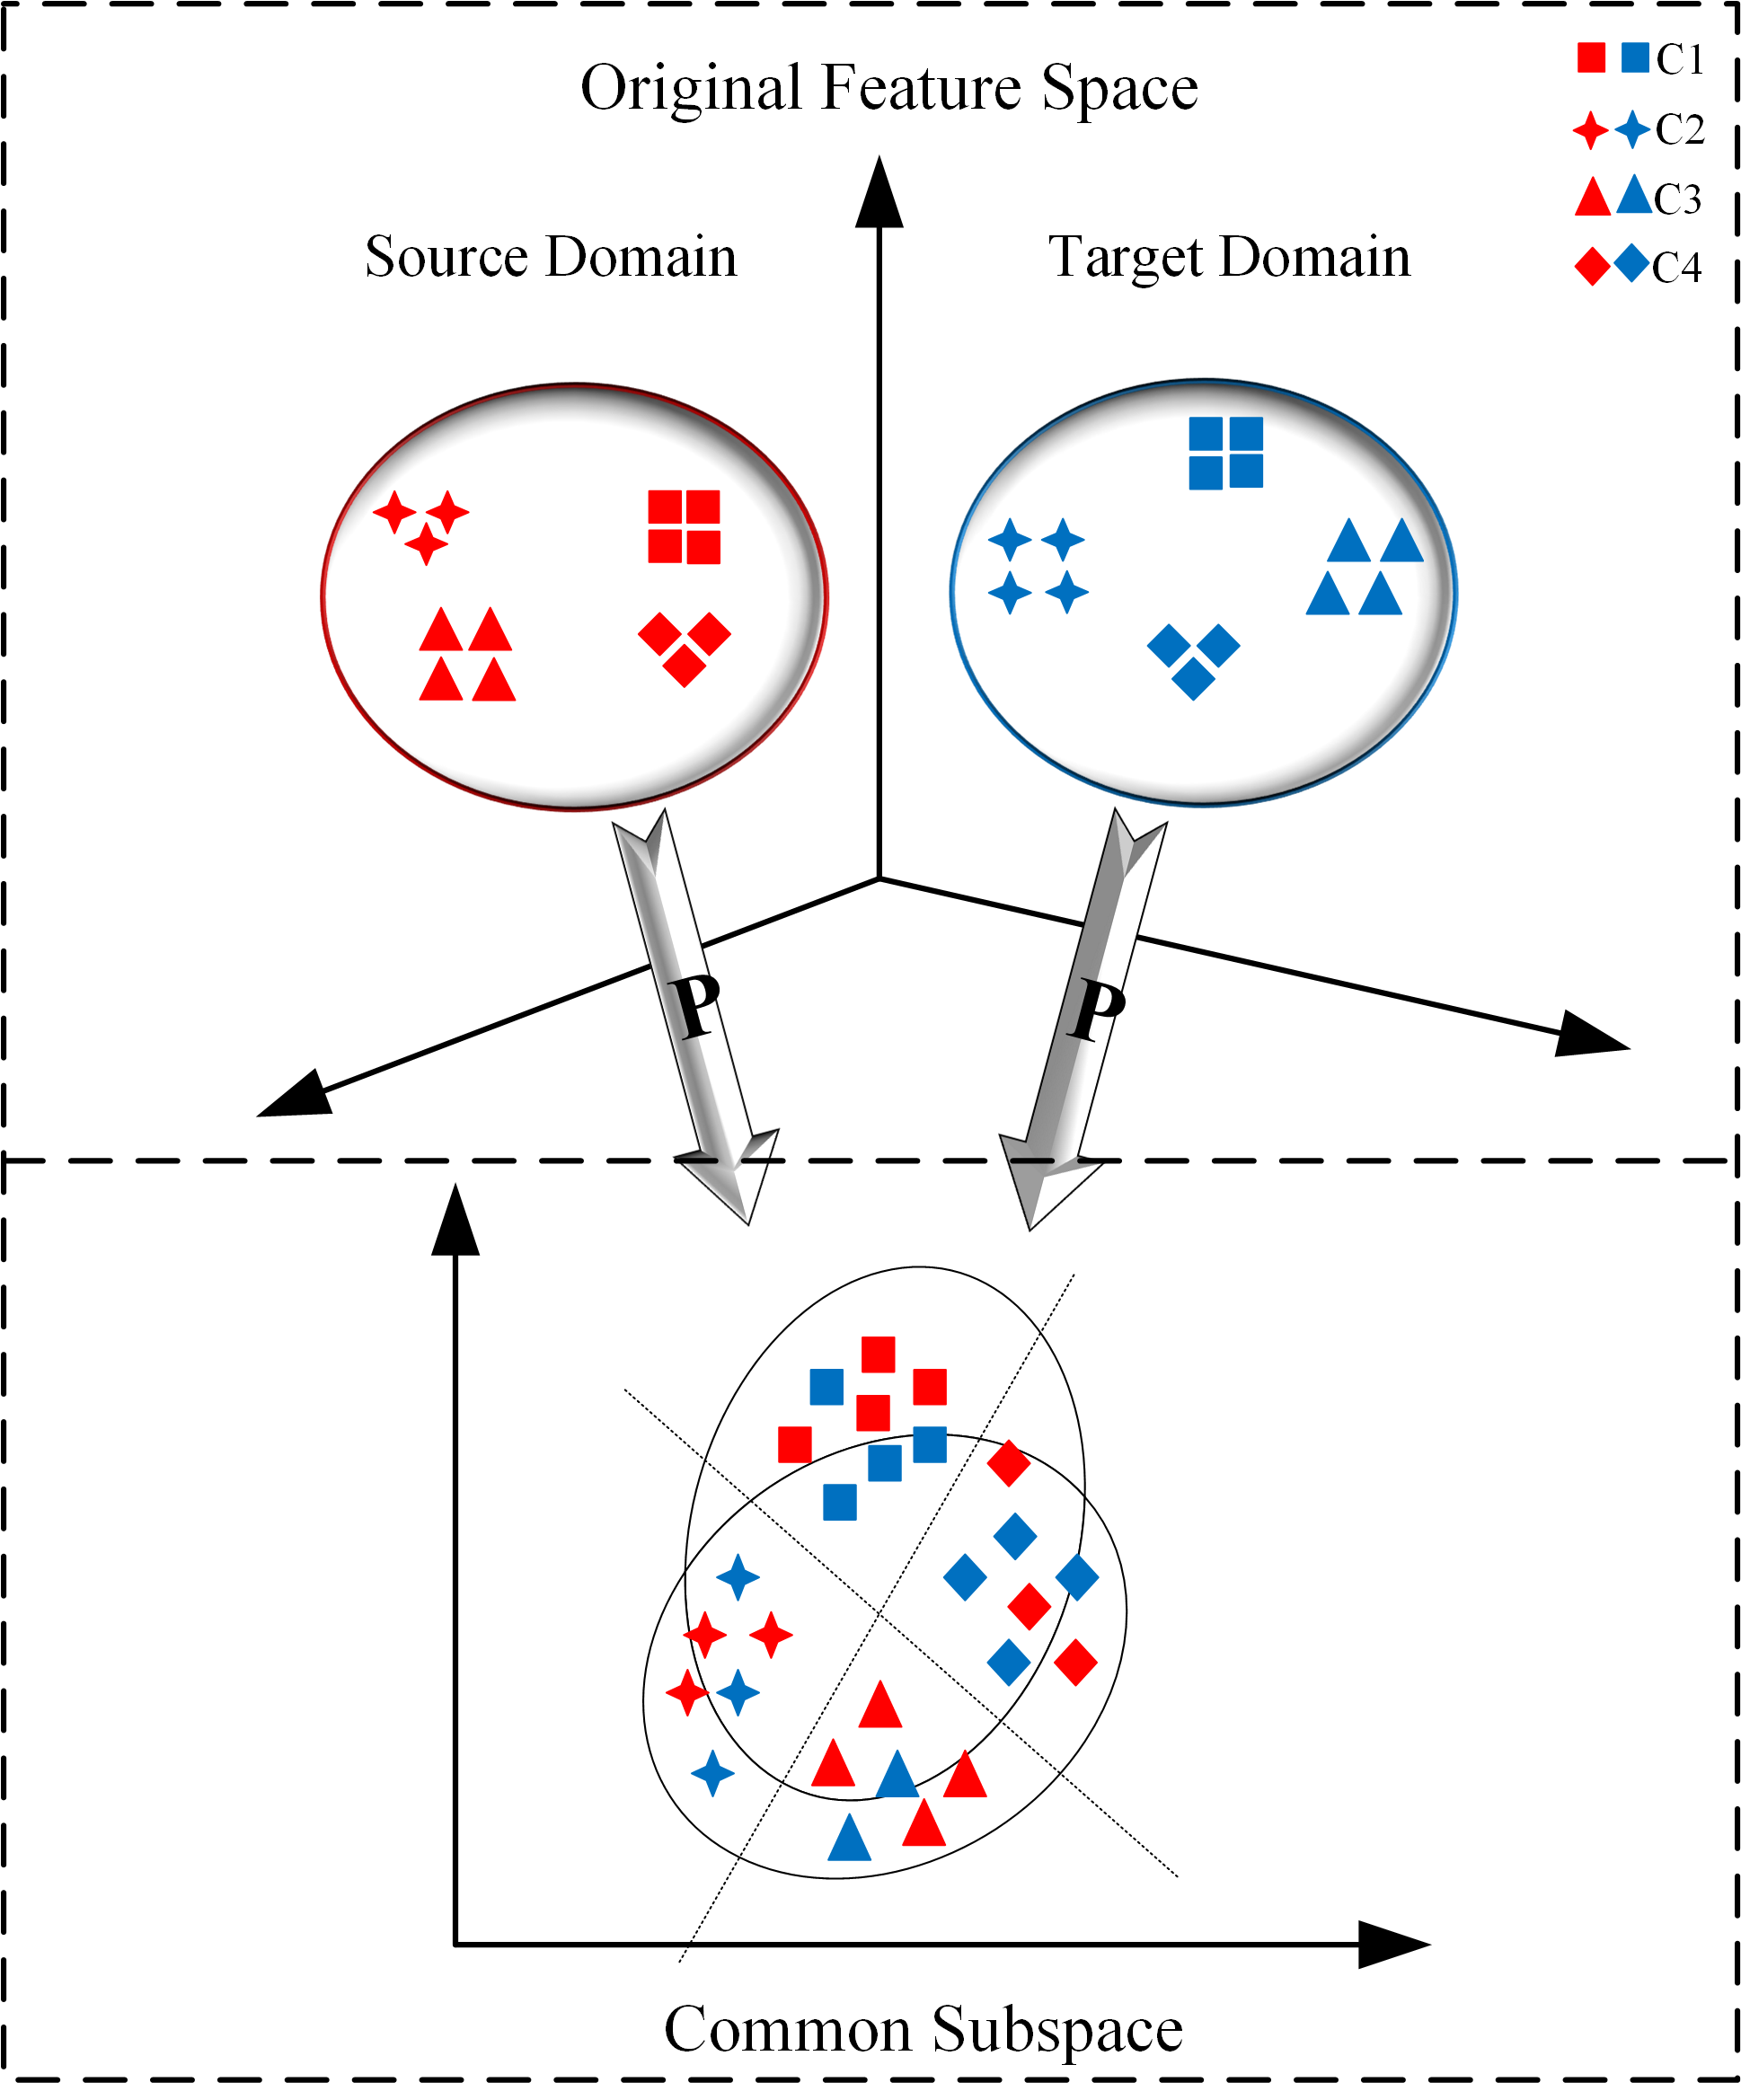 Original Feature Space
C1
C2
C3
C4
Source Domain
Target Domain
P
P
Common Subspace